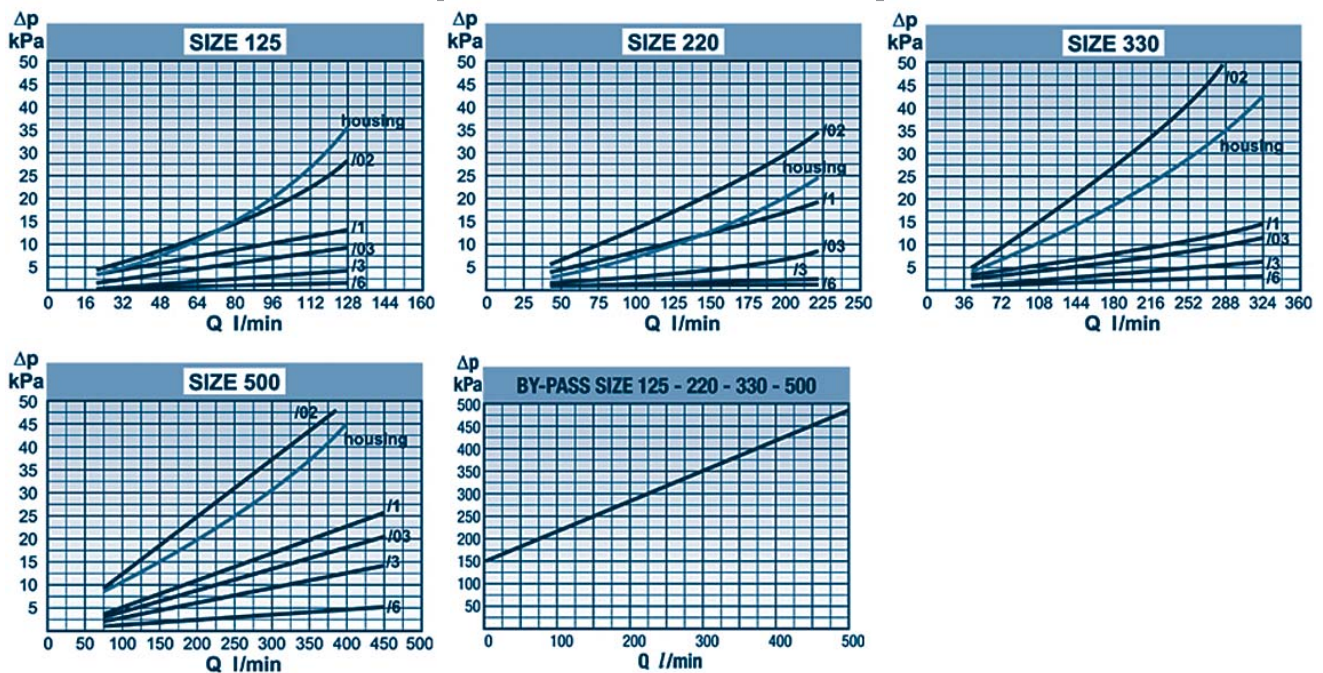 Δp
kPa
SIZE 125
50
45
40
35
30
25
20
15
10
5
housing
/02
/1
/03
/3
/6
0 16 32 48 64 80 96 112 128 144 160
Q l/min
Δp
kPa
SIZE 220
50
45
40
35
30
25
20
15
10
5
/02
housing
/1
/03
/3
/6
0 25 50 75 100 125 150 175 200 225 250
Q l/min
Δp
kPa
SIZE 330
50
45
40
35
30
25
20
15
10
5
/02
housing
/1
/03
/3
/6
0 36 72 108 144 180 216 252 288 324 360
Q l/min
Δp
kPa
SIZE 500
50
45
40
35
30
25
20
15
10
5
/02
housing
/1
/03
/3
/6
0 50 100 150 200 250 300 350 400 450 500
Q l/min
Δp
kPa
BY-PASS SIZE 125 - 220 - 330 - 500
500
450
400
350
300
250
200
150
100
50
0 100 200 300 400 500
Q l/min